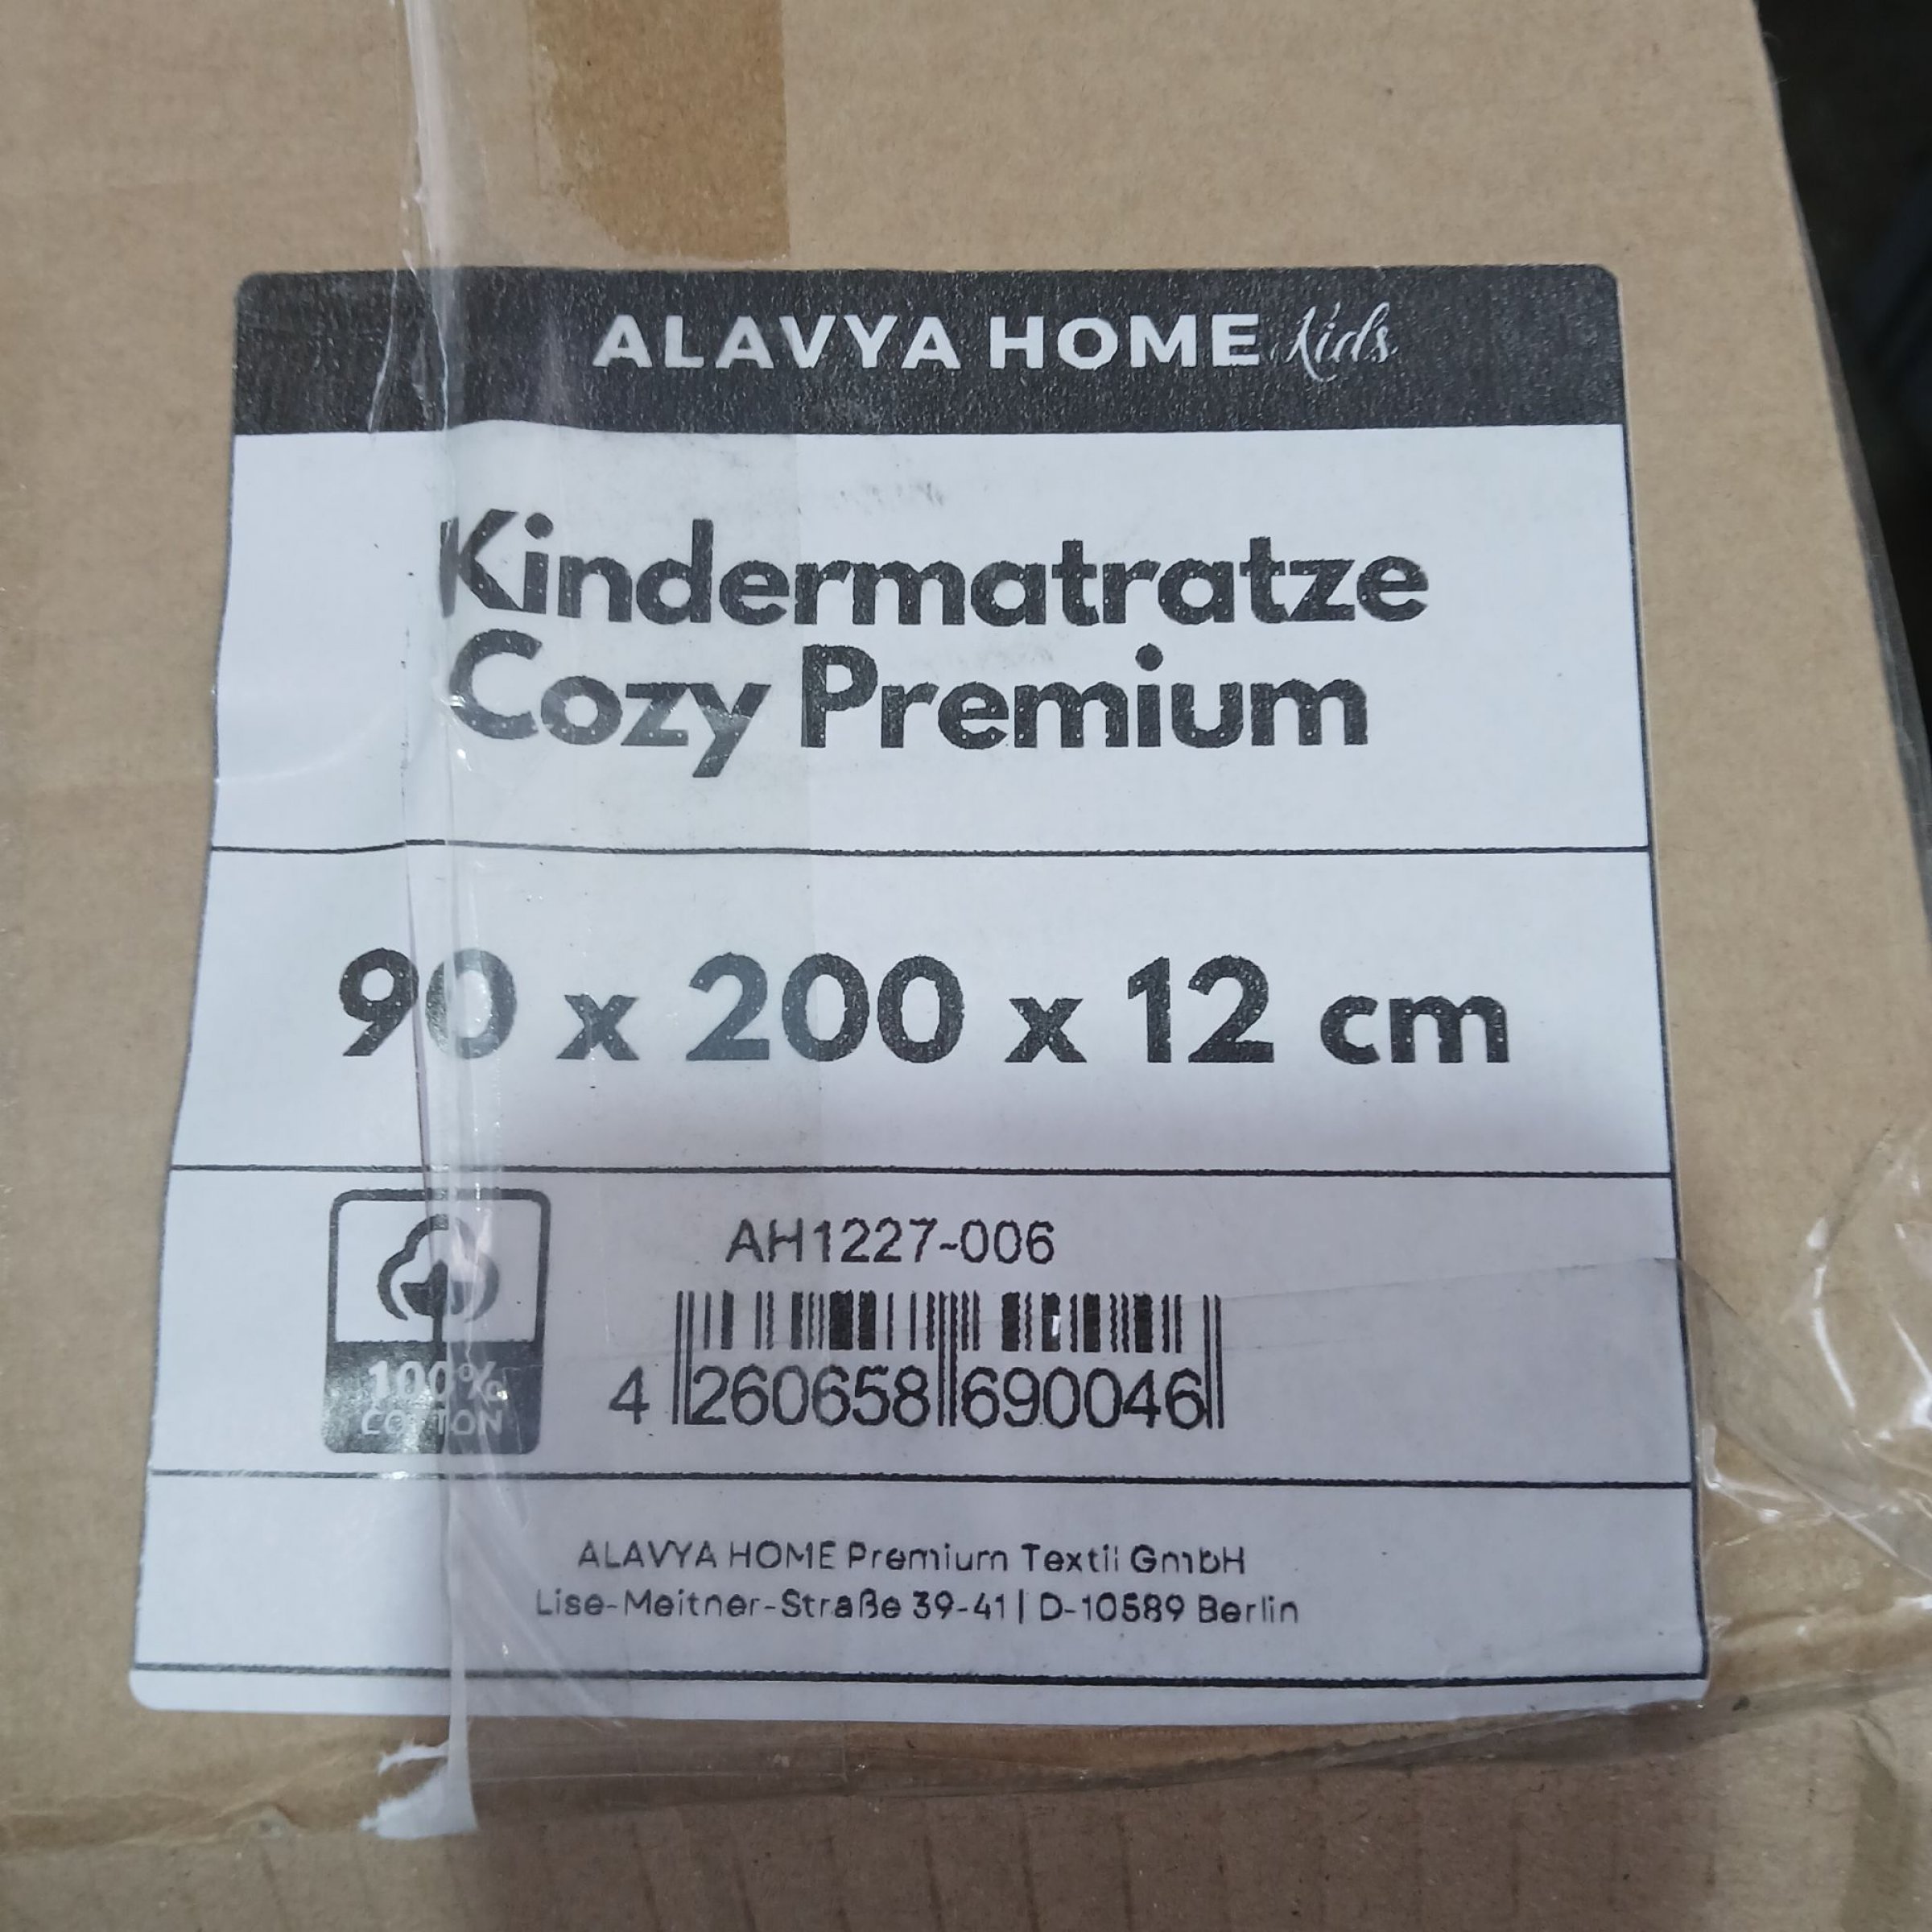 ALAVYA HOME Kids
Kindermatratze
Cozy Premium
90 x 200 x 12 cm
AH1227-006
100%
COTTON
4 260658 690046
ALAVYA HOME Premium Textil GmbH
Lise-Meitner-Straße 39-41 | D-10589 Berlin